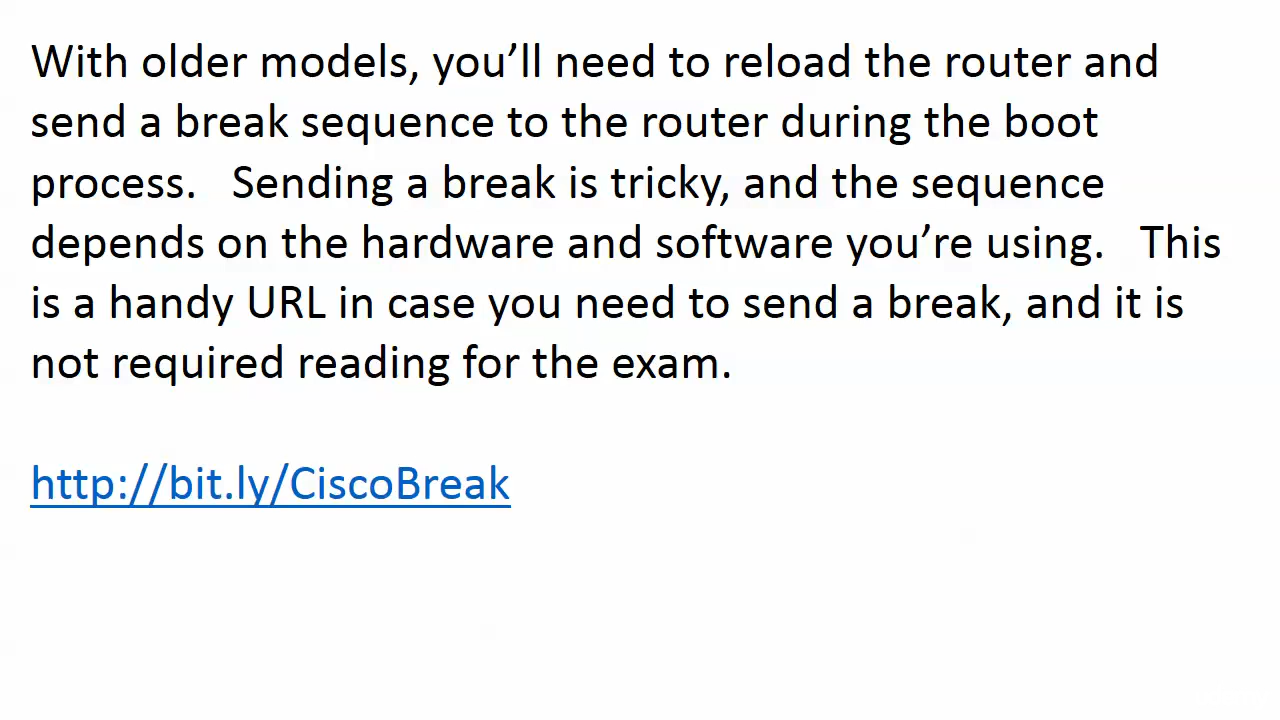 With older models, you’ll need to reload the router and
send a break sequence to the router during the boot
process.   Sending a break is tricky, and the sequence
depends on the hardware and software you’re using.   This
is a handy URL in case you need to send a break, and it is
not required reading for the exam.
http://bit.ly/CiscoBreak